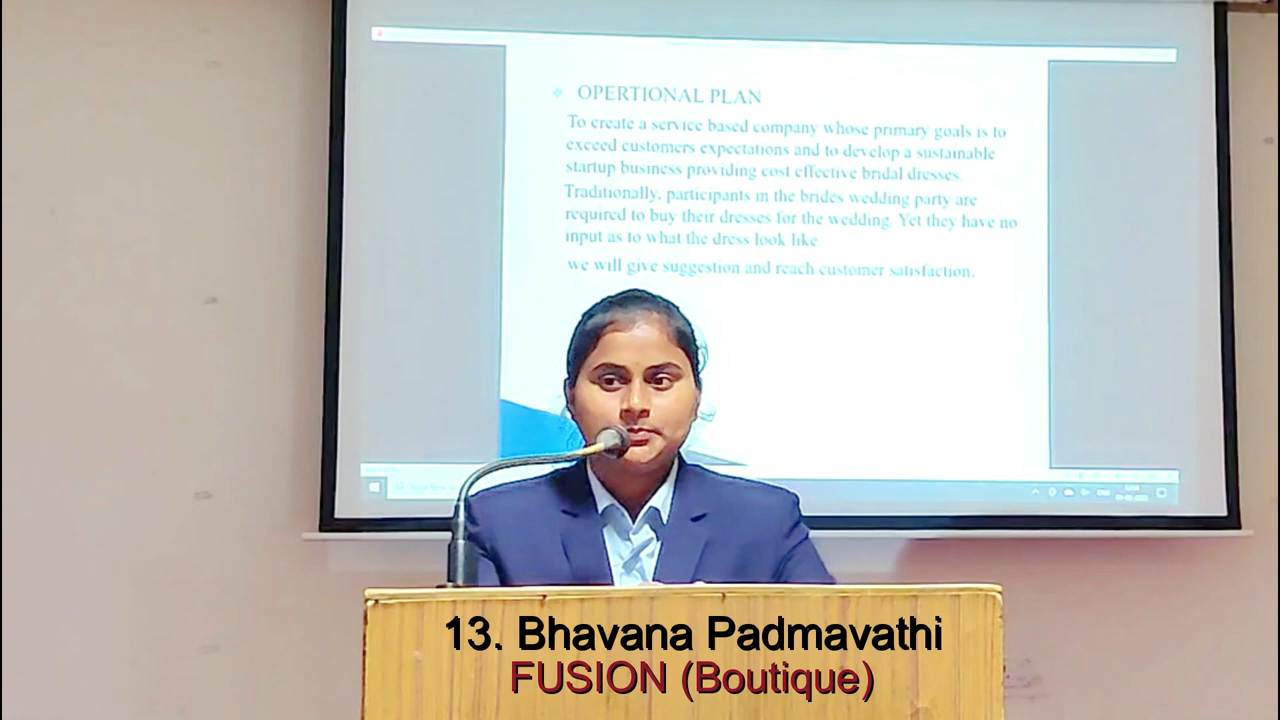 OPERTIONAL PLAN
To create a service based company whose primary goals is to
exceed customers expectations and to develop a sustainable
startup business providing cost effective bridal dresses.
Traditionally, participants in the brides wedding party are
required to buy their dresses for the wedding. Yet they have no
input as to what the dress look like
we will give suggestion and reach customer satisfaction.
13. Bhavana Padmavathi
FUSION (Boutique)